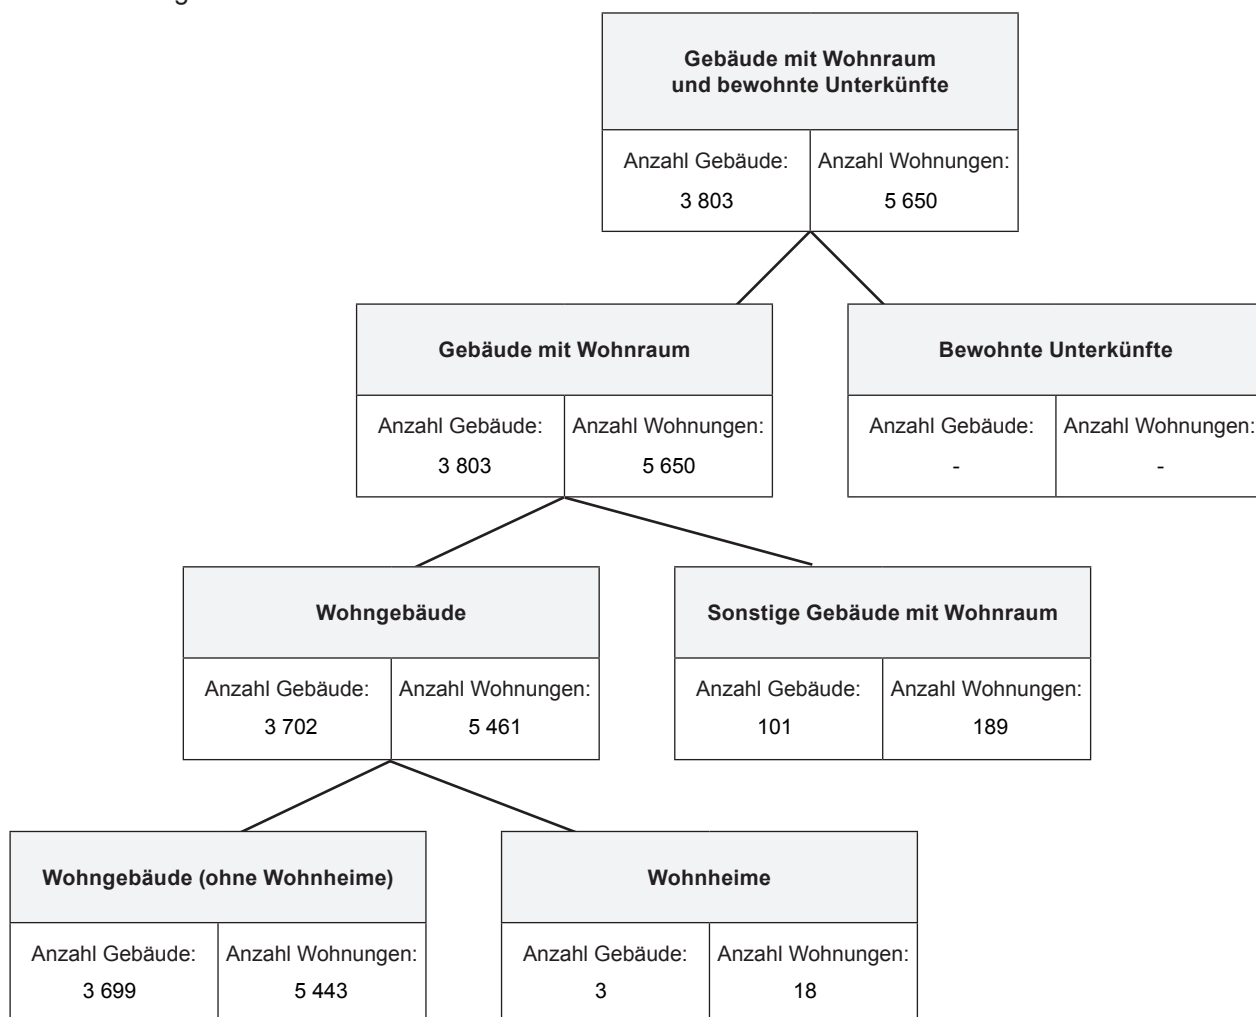 Gebäude mit Wohnraum
und bewohnte Unterkünfte
Anzahl Gebäude: Anzahl Wohnungen:
3 803 5 650
Gebäude mit Wohnraum
Anzahl Gebäude: Anzahl Wohnungen:
3 803 5 650
Bewohnte Unterkünfte
Anzahl Gebäude: Anzahl Wohnungen:
- -
Wohngebäude
Anzahl Gebäude: Anzahl Wohnungen:
3 702 5 461
Sonstige Gebäude mit Wohnraum
Anzahl Gebäude: Anzahl Wohnungen:
101 189
Wohngebäude (ohne Wohnheime)
Anzahl Gebäude: Anzahl Wohnungen:
3 699 5 443
Wohnheime
Anzahl Gebäude: Anzahl Wohnungen:
3 18